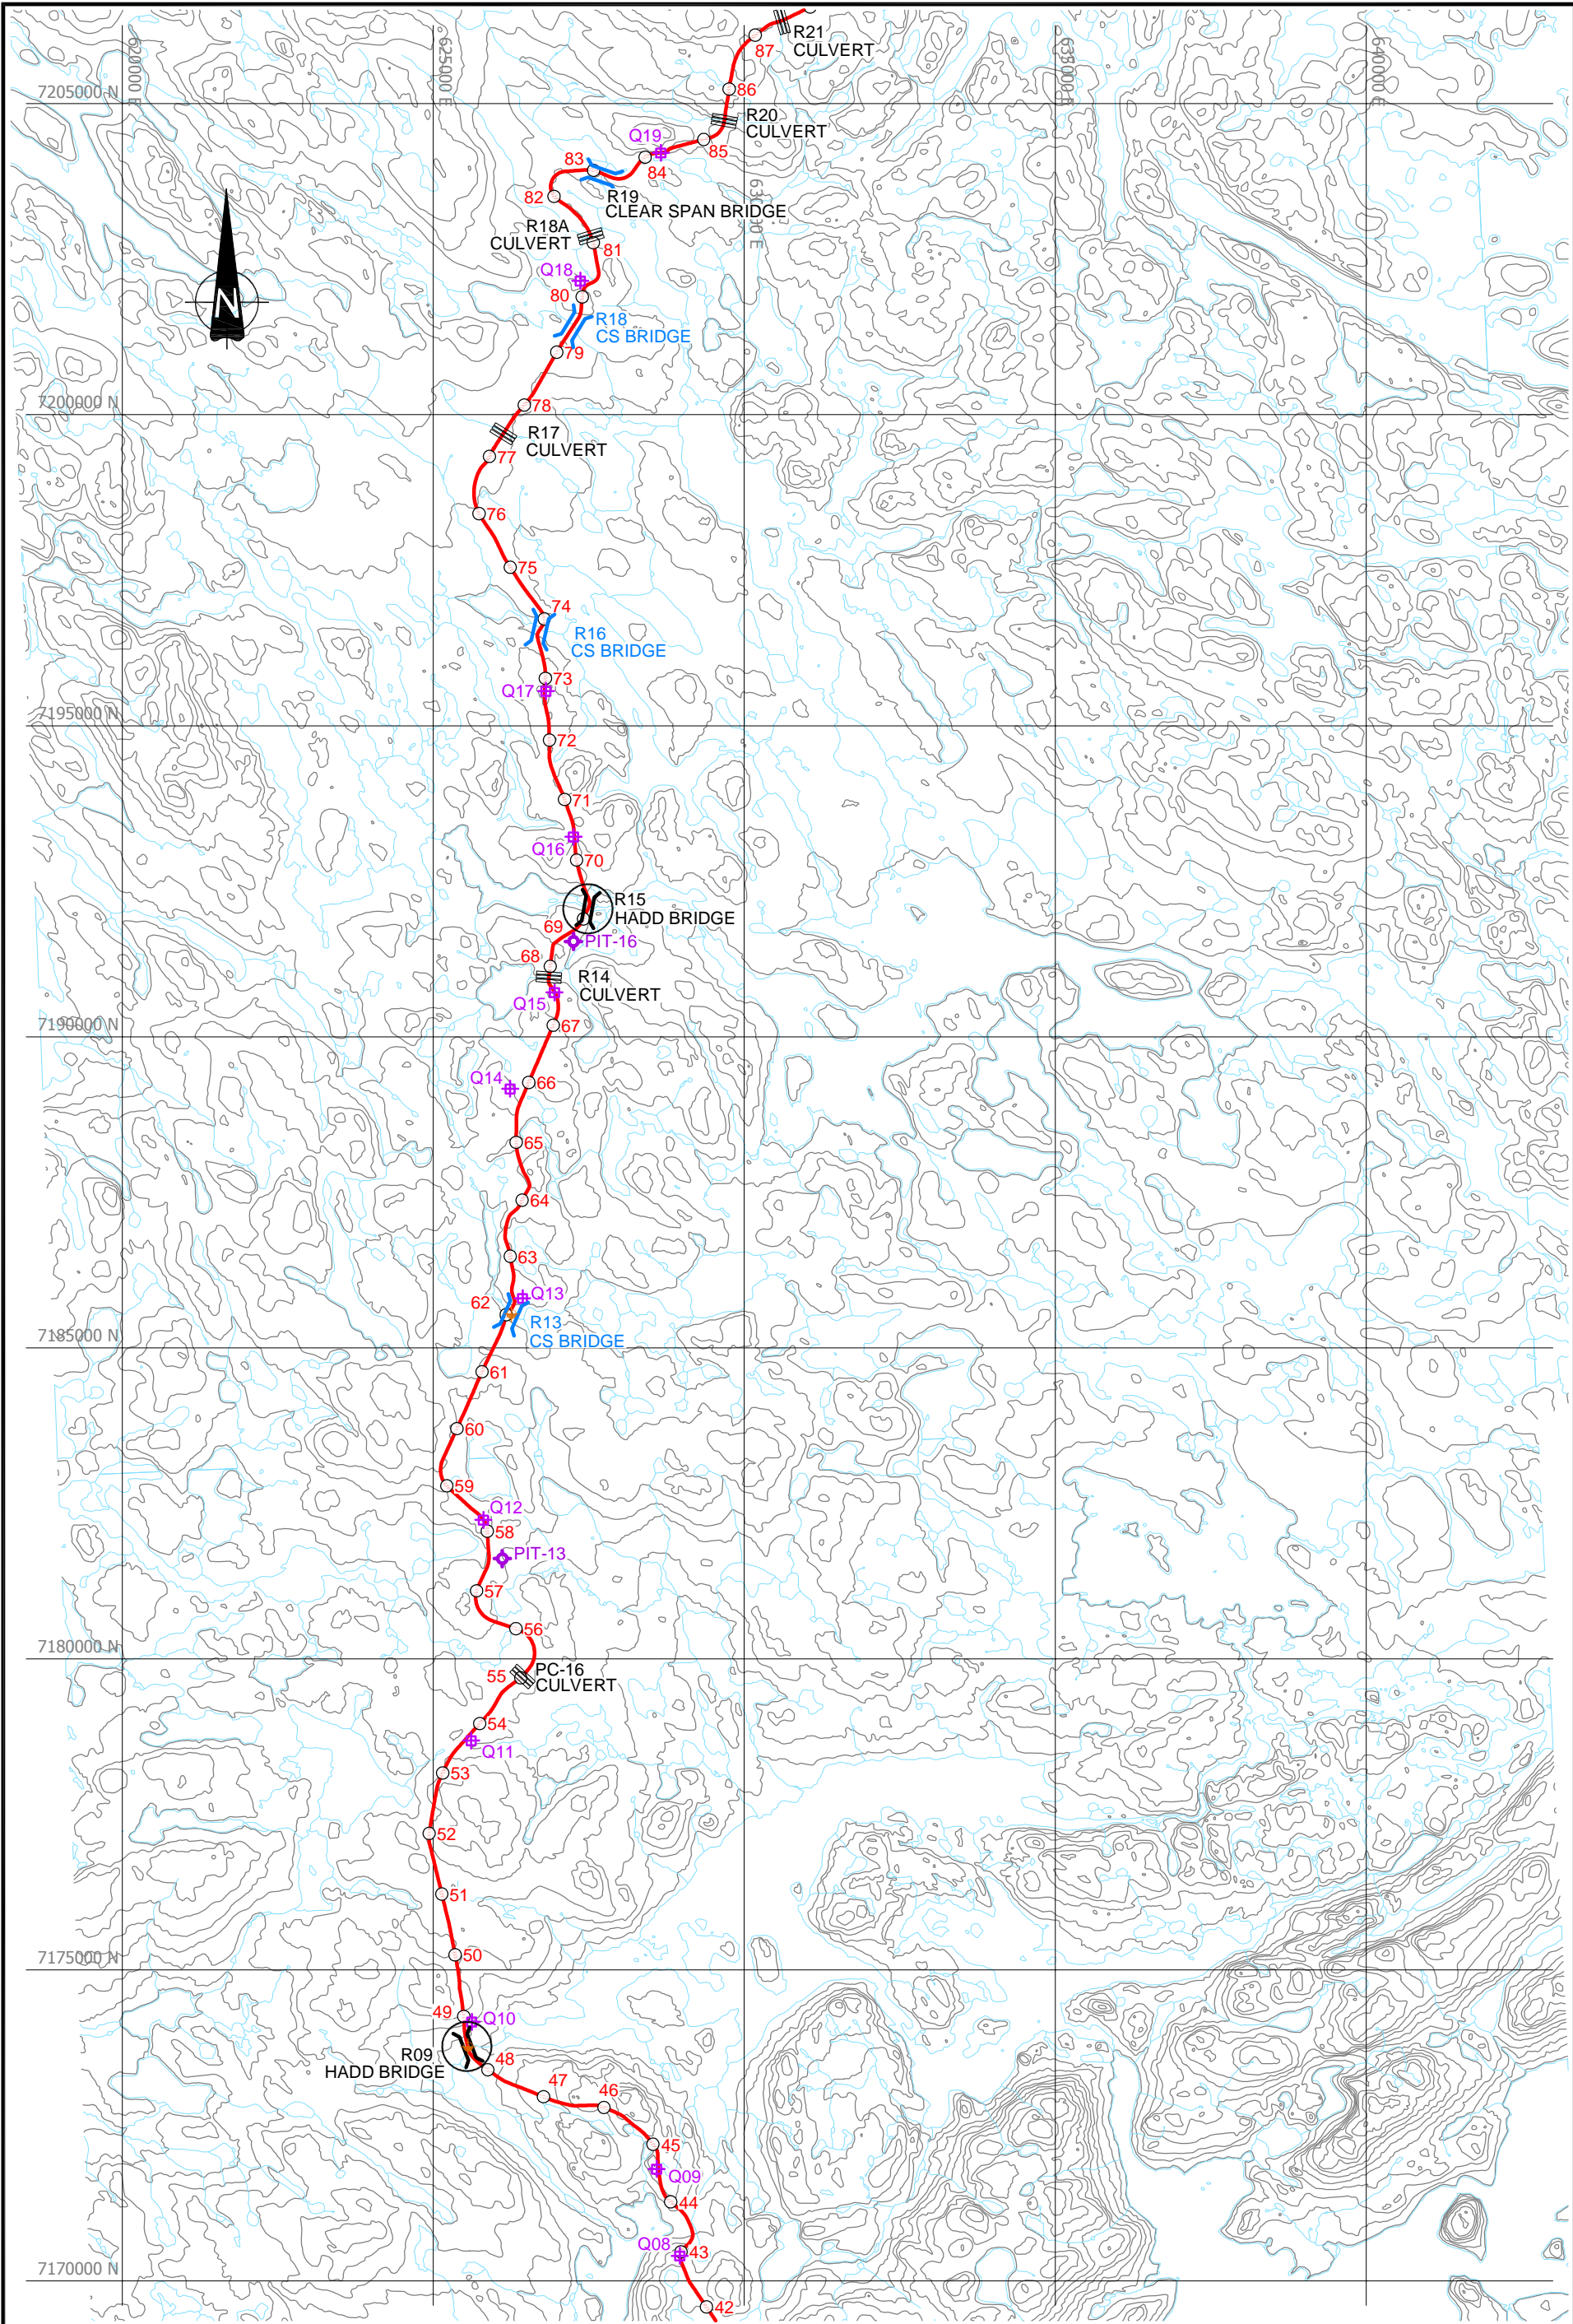 R21
CULVERT
87
620000 E
625000 E
630000 E
635000 E
640000 E
86
7205000 N
R20
CULVERT
Q19
85
84
83
R19
CLEAR SPAN BRIDGE
82
R18A
CULVERT
81
Q18
80
N
R18
CS BRIDGE
79
78
7200000 N
R17
CULVERT
77
76
75
74
R16
CS BRIDGE
73
Q17
7195000 N
72
71
Q16
70
R15
HADD BRIDGE
69
PIT-16
68
R14
CULVERT
Q15
67
7190000 N
66
Q14
65
64
63
Q13
62
R13
CS BRIDGE
7185000 N
61
60
59
Q12
58
PIT-13
57
56
7180000 N
PC-16
CULVERT
55
54
Q11
53
52
51
50
7175000 N
49
Q10
R09
HADD BRIDGE
48
47
46
45
Q09
44
Q08
43
7170000 N
42